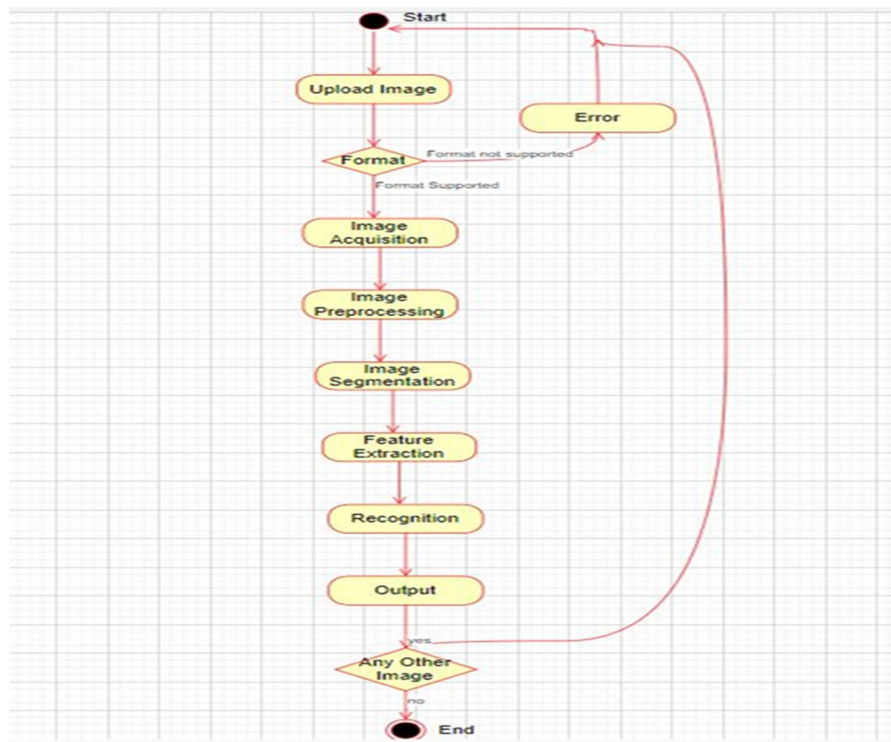 Start
Upload Image
Error
Format
Format not supported
Format Supported
Image
Acquisition
Image
Preprocessing
Image
Segmentation
Feature
Extraction
Recognition
Output
yes
Any Other
Image
no
End